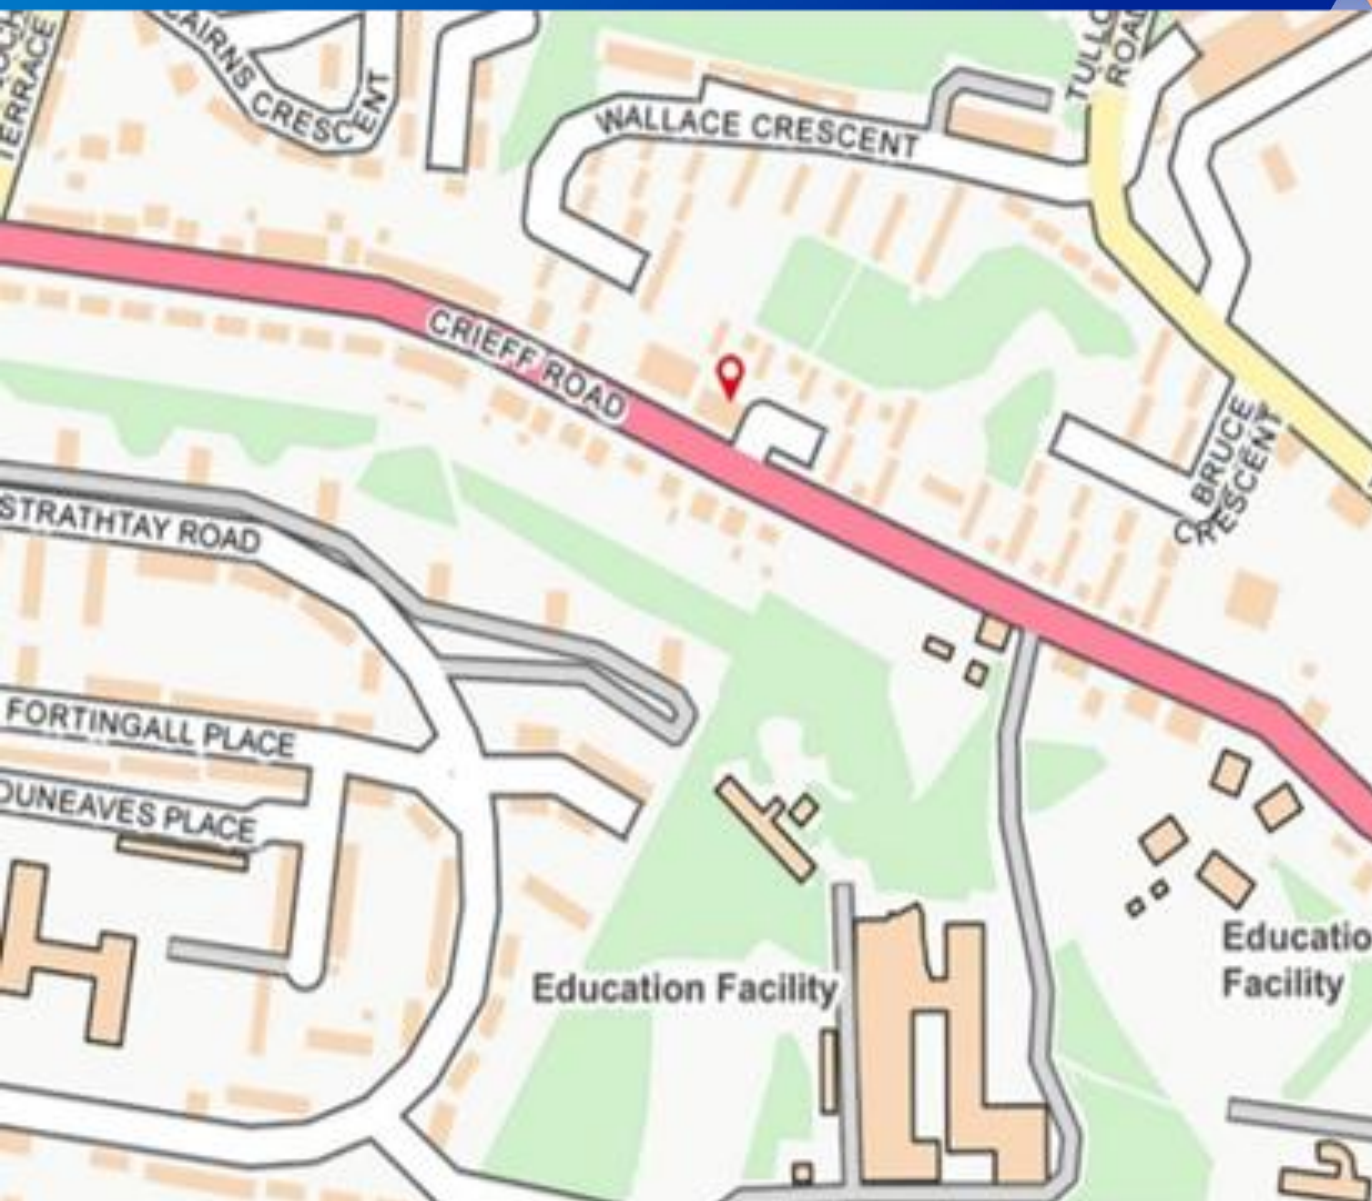 TERRACE
CAIRNS CRESCENT
WALLACE CRESCENT
ROAD
CRIEFF ROAD
BRUCE
CRESCENT
STRATHTAY ROAD
FORTINGALL PLACE
DUNEAVES PLACE
Education Facility
Educatio
Facility